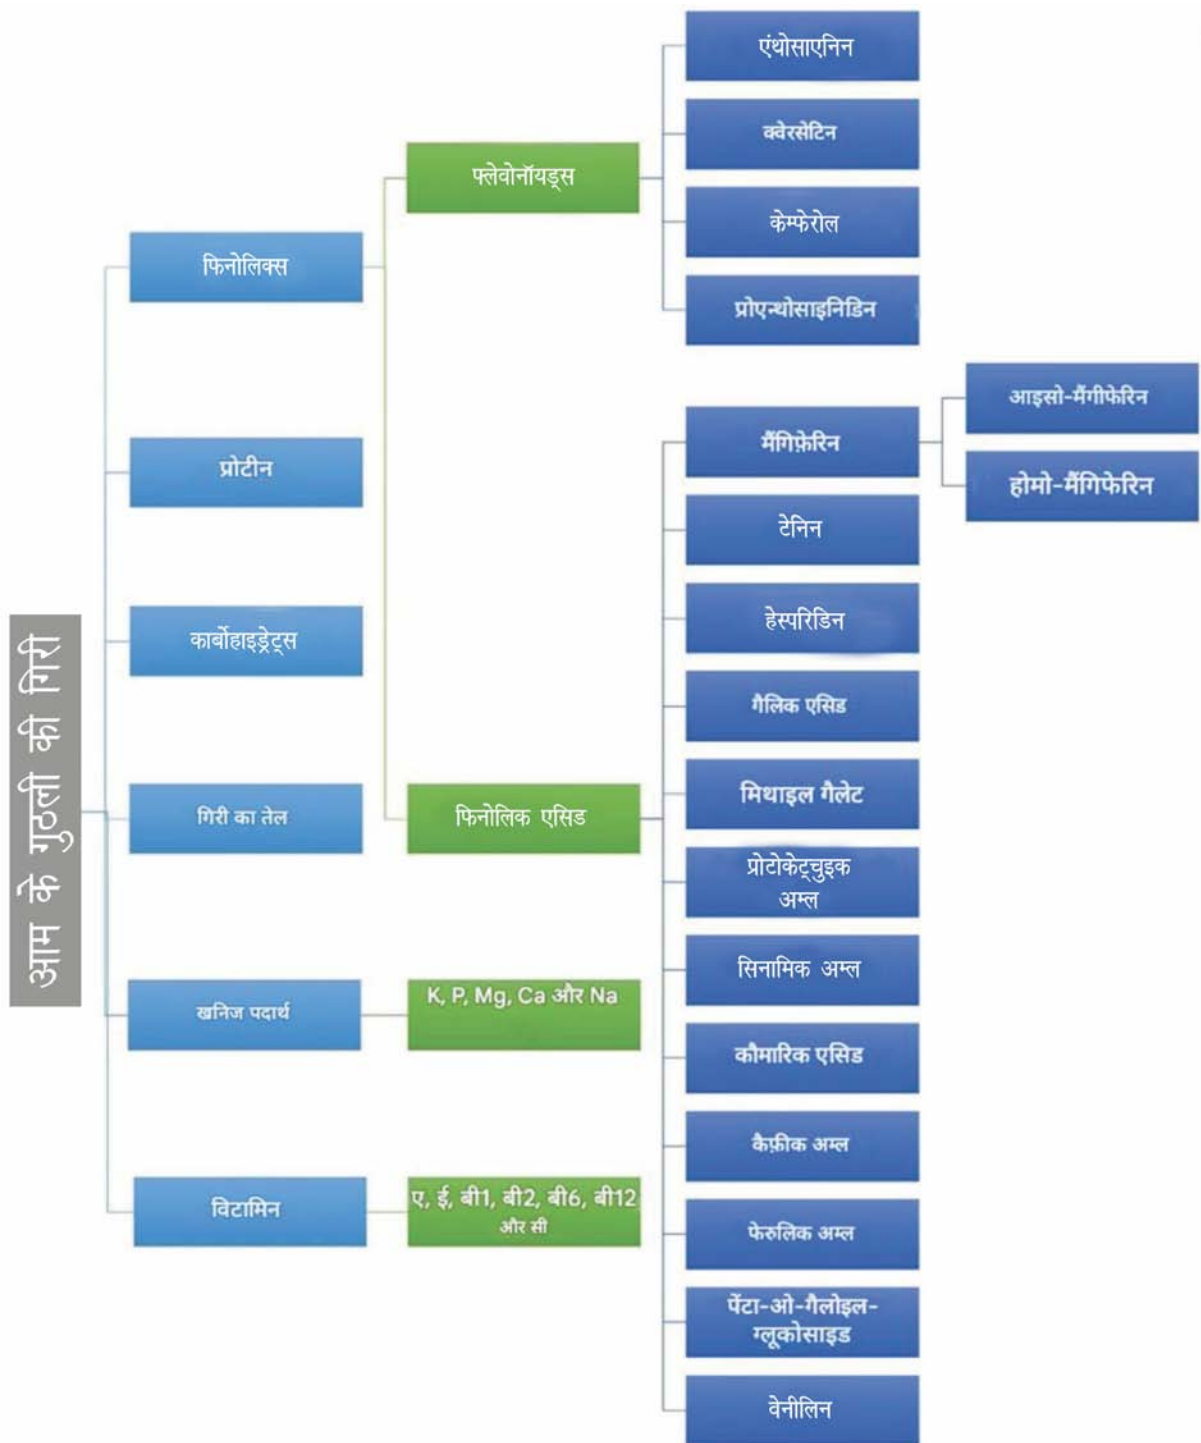 आम के गुठली की गिरी
फिनोलिक्स
प्रोटीन
कार्बोहाइड्रेट्स
गिरी का तेल
खनिज पदार्थ
विटामिन
फ्लेवोनॉयड्स
फिनोलिक एसिड
K, P, Mg, Ca और Na
ए, ई, बी1, बी2, बी6, बी12
और सी
एंथोसाएनिन
क्वेरसेटिन
केम्फेरोल
प्रोएन्थोसाइनिडिन
मैंगिफ़ेरिन
टेनिन
हेस्परिडिन
गैलिक एसिड
मिथाइल गैलेट
प्रोटोकेट्चुइक
अम्ल
सिनामिक अम्ल
कौमारिक एसिड
कैफ़ीक अम्ल
फेरुलिक अम्ल
पेंटा-ओ-गैलोइल-
ग्लूकोसाइड
वेनीलिन
आइसो-मैंगीफेरिन
होमो-मैंगिफेरिन